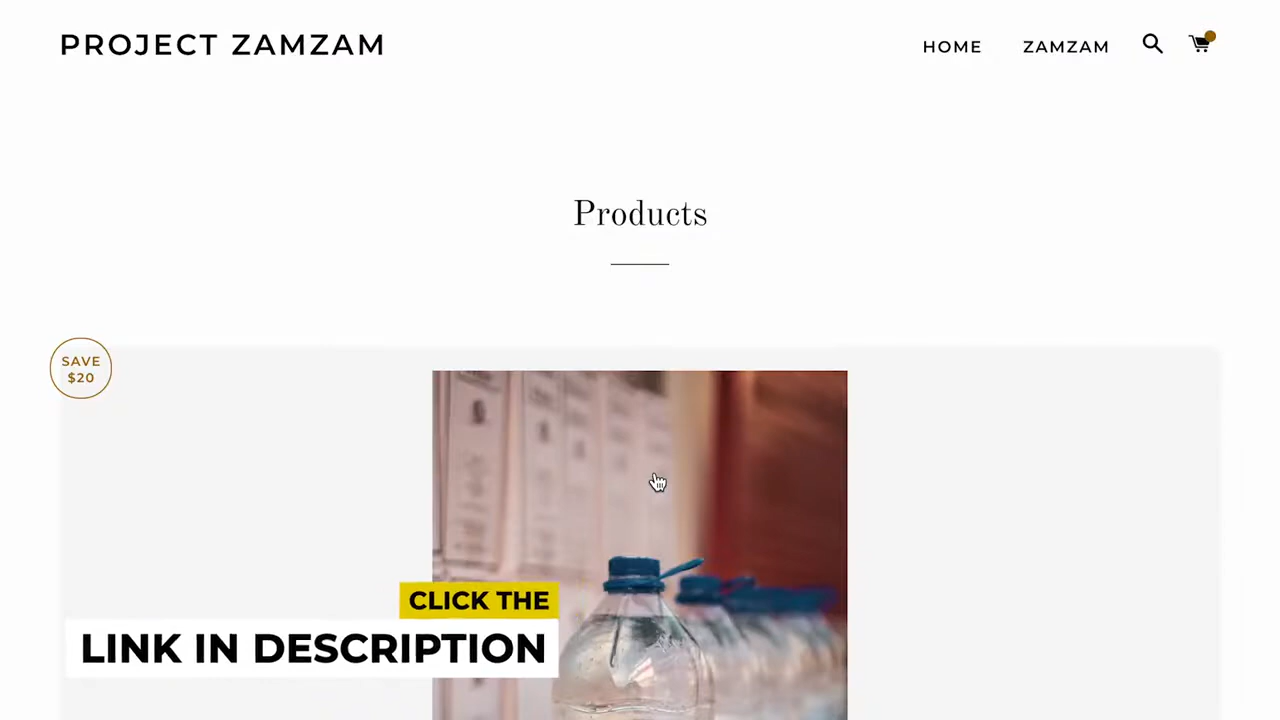 PROJECT ZAMZAM
HOME ZAMZAM
Products
SAVE
$20
CLICK THE
LINK IN DESCRIPTION